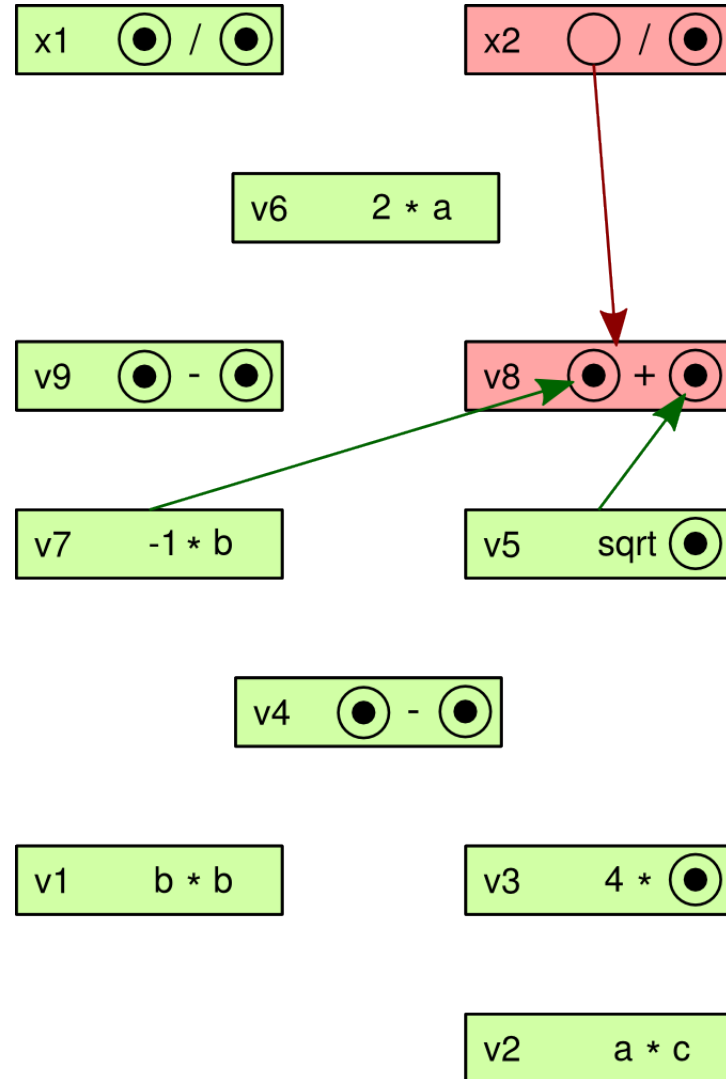 x1 /
x2 /
v6 2 * a
v9 -
v8 +
v7 -1 * b
v5 sqrt
v4 -
v1 b * b
v3 4 *
v2 a * c